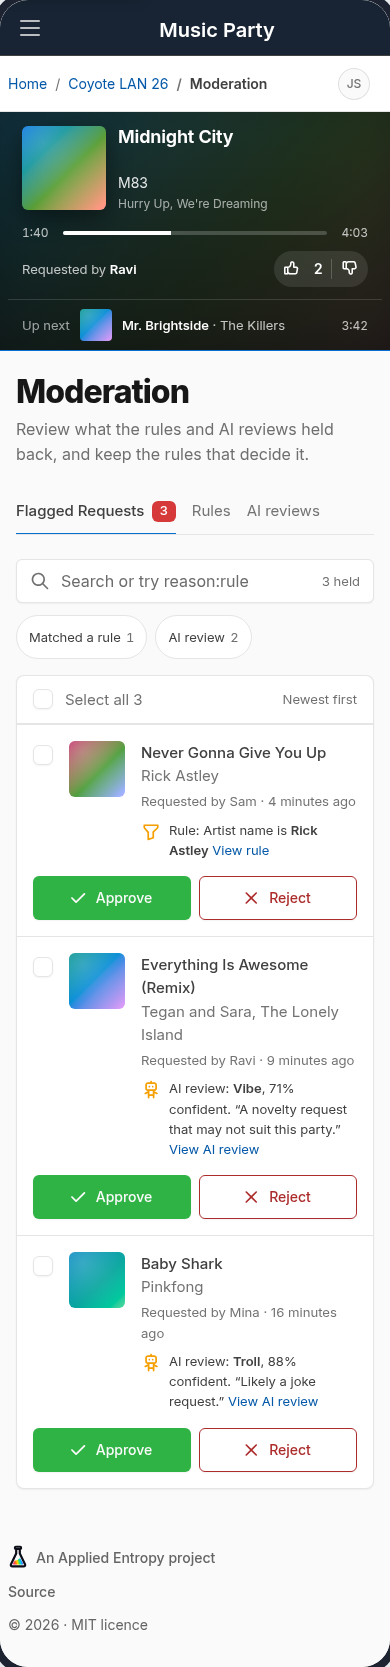 Music Party
Home / Coyote LAN 26 / Moderation JS
Midnight City
M83
Hurry Up, We're Dreaming
1:40 4:03
Requested by Ravi 2
Up next Mr. Brightside · The Killers 3:42
Moderation
Review what the rules and AI reviews held
back, and keep the rules that decide it.
Flagged Requests 3 Rules AI reviews
Search or try reason:rule 3 held
Matched a rule 1 AI review 2
Select all 3 Newest first
Never Gonna Give You Up
Rick Astley
Requested by Sam · 4 minutes ago
Rule: Artist name is Rick
Astley View rule
Approve Reject
Everything Is Awesome
(Remix)
Tegan and Sara, The Lonely
Island
Requested by Ravi · 9 minutes ago
AI review: Vibe, 71%
confident. “A novelty request
that may not suit this party.”
View AI review
Approve Reject
Baby Shark
Pinkfong
Requested by Mina · 16 minutes
ago
AI review: Troll, 88%
confident. “Likely a joke
request.” View AI review
Approve Reject
An Applied Entropy project
Source
© 2026 · MIT licence